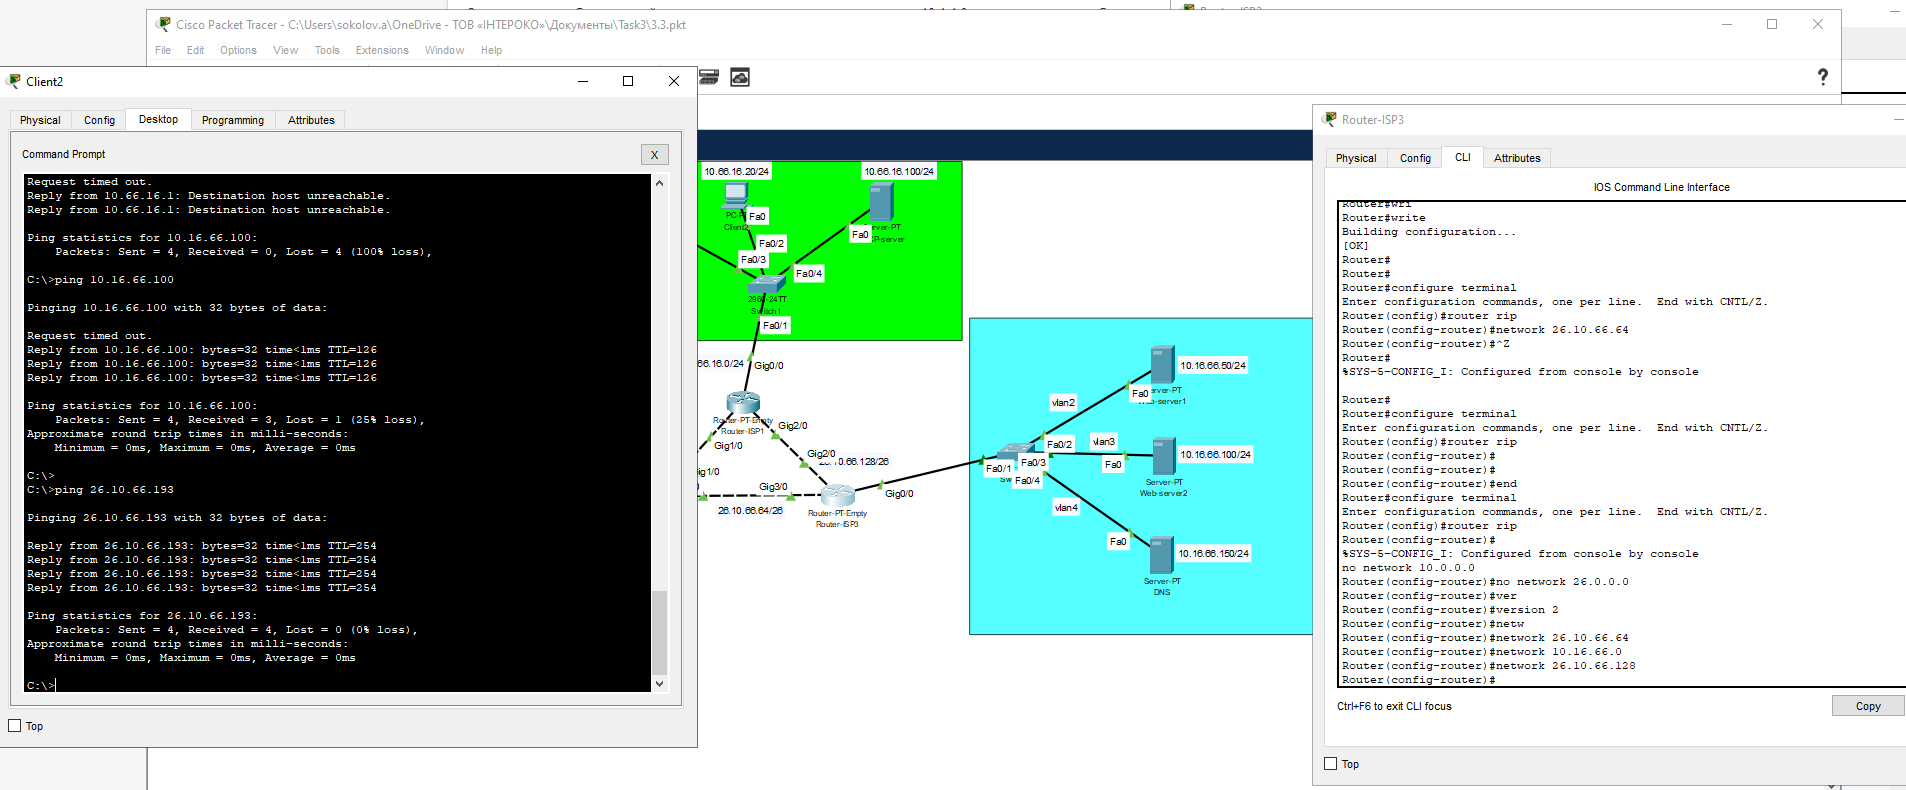 Cisco Packet Tracer - C:\Users\sokolov.a\OneDrive - ТОВ «ІНТЕРОКО»\Документы\Task3\3.3.pkt
File Edit Options View Tools Extensions Window Help
Client2
Physical Config Desktop Programming Attributes
Command Prompt
X
Request timed out.
Reply from 10.66.16.1: Destination host unreachable.
Reply from 10.66.16.1: Destination host unreachable.
Ping statistics for 10.16.66.100:
Packets: Sent = 4, Received = 0, Lost = 4 (100% loss),
C:\>ping 10.16.66.100
Pinging 10.16.66.100 with 32 bytes of data:
Request timed out.
Reply from 10.16.66.100: bytes=32 time<1ms TTL=126
Reply from 10.16.66.100: bytes=32 time<1ms TTL=126
Reply from 10.16.66.100: bytes=32 time<1ms TTL=126
Ping statistics for 10.16.66.100:
Packets: Sent = 4, Received = 3, Lost = 1 (25% loss),
Approximate round trip times in milli-seconds:
Minimum = 0ms, Maximum = 0ms, Average = 0ms
C:\>
C:\>ping 26.10.66.193
Pinging 26.10.66.193 with 32 bytes of data:
Reply from 26.10.66.193: bytes=32 time<1ms TTL=254
Reply from 26.10.66.193: bytes=32 time<1ms TTL=254
Reply from 26.10.66.193: bytes=32 time<1ms TTL=254
Reply from 26.10.66.193: bytes=32 time<1ms TTL=254
Ping statistics for 26.10.66.193:
Packets: Sent = 4, Received = 4, Lost = 0 (0% loss),
Approximate round trip times in milli-seconds:
Minimum = 0ms, Maximum = 0ms, Average = 0ms
C:\>
Top
?
10.66.16.20/24
10.66.16.100/24
Fa0
Client2
Fa0
Fa0/2
Fa0/3
Fa0/4
Switch1
Fa0/1
66.16.0/24
Gig0/0
Router-PT-Empty
Router-ISP1
Gig2/0
Gig1/0
Gig2/0
26.10.66.128/26
Gig3/0
Gig0/0
26.10.66.64/26
Router-PT-Empty
Router-ISP3
10.16.66.50/24
Fa0
vlan2
Fa0/2
vlan3
10.16.66.100/24
Fa0/1
Fa0/3
Fa0
Fa0/4
Server-PT
Web-server2
vlan4
Fa0
10.16.66.150/24
Server-PT
DNS
Router-ISP3
Physical Config CLI Attributes
IOS Command Line Interface
Router#wri
Router#write
Building configuration...
[OK]
Router#
Router#
Router#configure terminal
Enter configuration commands, one per line.  End with CNTL/Z.
Router(config)#router rip
Router(config-router)#network 26.10.66.64
Router(config-router)#^Z
Router#
%SYS-5-CONFIG_I: Configured from console by console
Router#
Router#configure terminal
Enter configuration commands, one per line.  End with CNTL/Z.
Router(config)#router rip
Router(config-router)#
Router(config-router)#
Router(config-router)#end
Router#configure terminal
Enter configuration commands, one per line.  End with CNTL/Z.
Router(config)#router rip
Router(config-router)#
%SYS-5-CONFIG_I: Configured from console by console
no network 10.0.0.0
Router(config-router)#no network 26.0.0.0
Router(config-router)#ver
Router(config-router)#version 2
Router(config-router)#netw
Router(config-router)#network 26.10.66.64
Router(config-router)#network 10.16.66.0
Router(config-router)#network 26.10.66.128
Router(config-router)#
Ctrl+F6 to exit CLI focus
Copy
Top